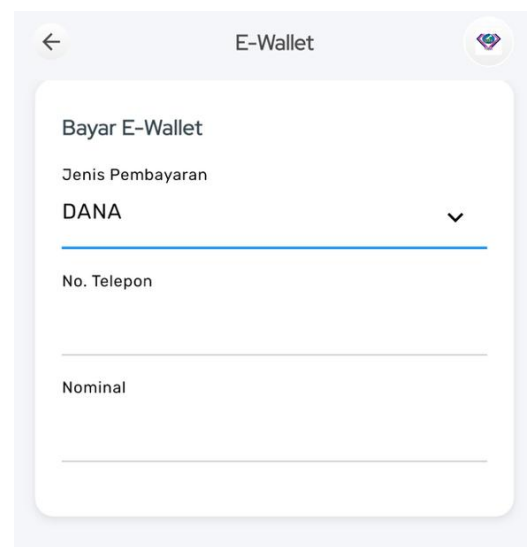 E-Wallet
Bayar E-Wallet
Jenis Pembayaran
DANA
No. Telepon
Nominal